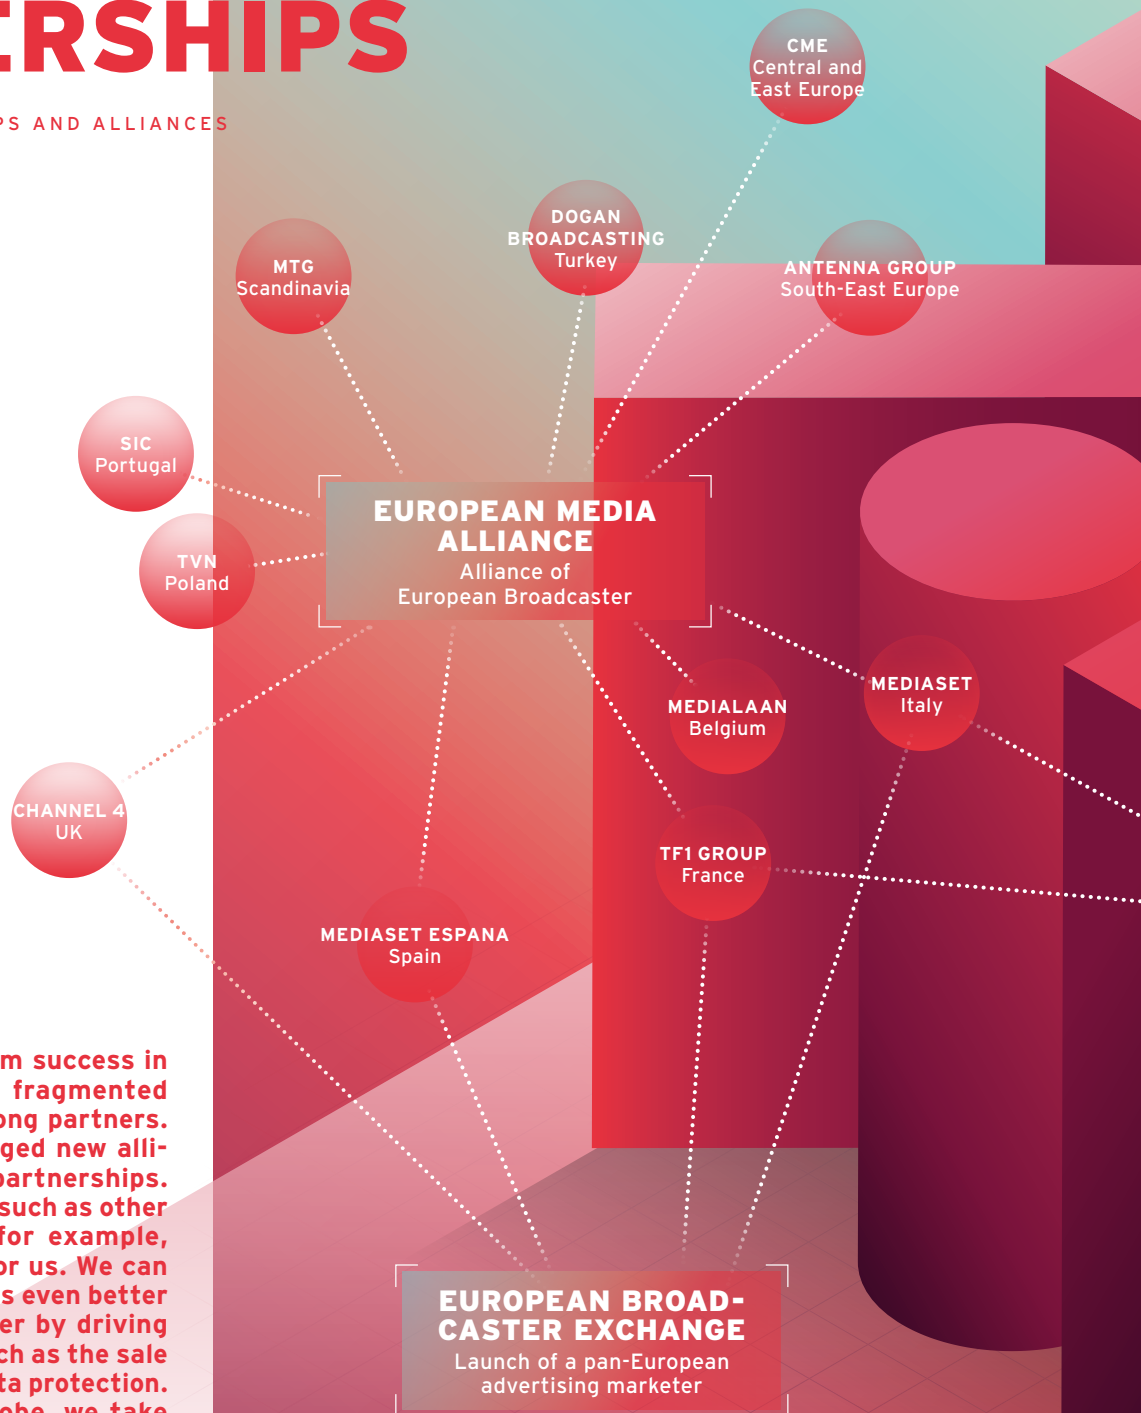 ERSHIPS
PS AND ALLIANCES
CME
Central and
East Europe
DOGAN
BROADCASTING
Turkey
MTG
Scandinavia
ANTENNA GROUP
South-East Europe
SIC
Portugal
TVN
Poland
EUROPEAN MEDIA
ALLIANCE
Alliance of
European Broadcaster
MEDIASET
Italy
MEDIALAAN
Belgium
CHANNEL 4
UK
TF1 GROUP
France
MEDIASET ESPANA
Spain
m success in
fragmented
ong partners.
ged new alli-
partnerships.
such as other
for example,
or us. We can
s even better
er by driving
ch as the sale
ta protection.
obe, we take
EUROPEAN BROAD-
CASTER EXCHANGE
Launch of a pan-European
advertising marketer